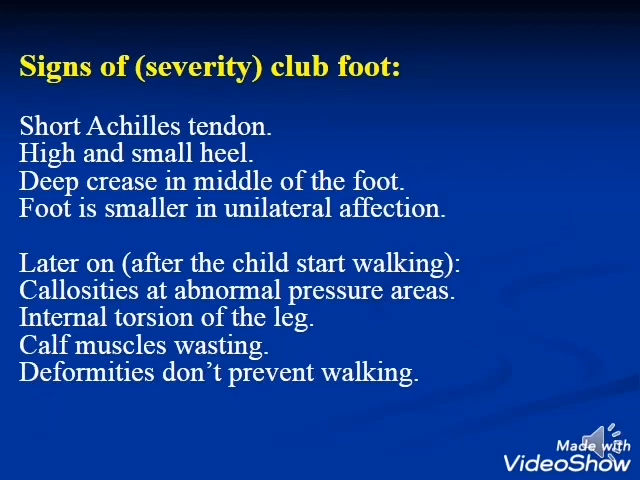 Signs of (severity) club foot:
Short Achilles tendon.
High and small heel.
Deep crease in middle of the foot.
Foot is smaller in unilateral affection.
Later on (after the child start walking):
Callosities at abnormal pressure areas.
Internal torsion of the leg.
Calf muscles wasting.
Deformities don’t prevent walking.
Made with
VideoShow